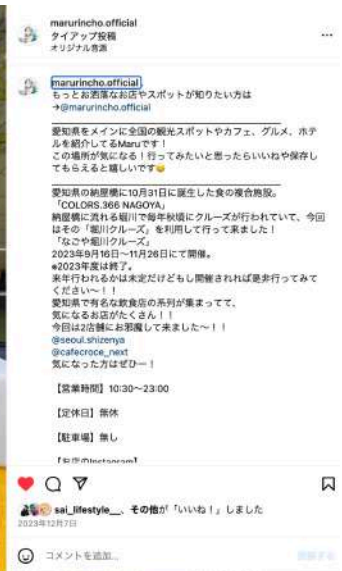 marurincho.official
タイアップ投稿
オリジナル音源
marurincho.official
もっとお洒落なお店やスポットが知りたい方は
→@marurincho.official
愛知県をメインに全国の観光スポットやカフェ、グルメ、ホテ
ルを紹介してるMaruです！
この場所が気になる！行ってみたいと思ったらいいねや保存し
てもらえると嬉しいです😄
愛知県の納屋橋に10月31日に誕生した食の複合施設。
「COLORS.366 NAGOYA」
納屋橋に流れる堀川で毎年秋頃にクルーズが行われていて、今回
はその「堀川クルーズ」を利用して行って来ました！
「なごや堀川クルーズ」
2023年9月16日〜11月26日にて開催。
※2023年度は終了。
来年行われるかは未定だけどもし開催されれば是非行ってみて
ください〜！！
愛知県で有名な飲食店の系列が集まってて、
気になるお店がたくさん！！
今回は2店舗にお邪魔して来ました〜！！
@seoul.shizenya
@cafecroce_next
気になった方はぜひー！
【営業時間】10:30〜23:00
【定休日】無休
【駐車場】無し
【お店のInstagram】
sai_lifestyle__、その他が「いいね！」しました
2023年12月7日
コメントを追加...
投稿する